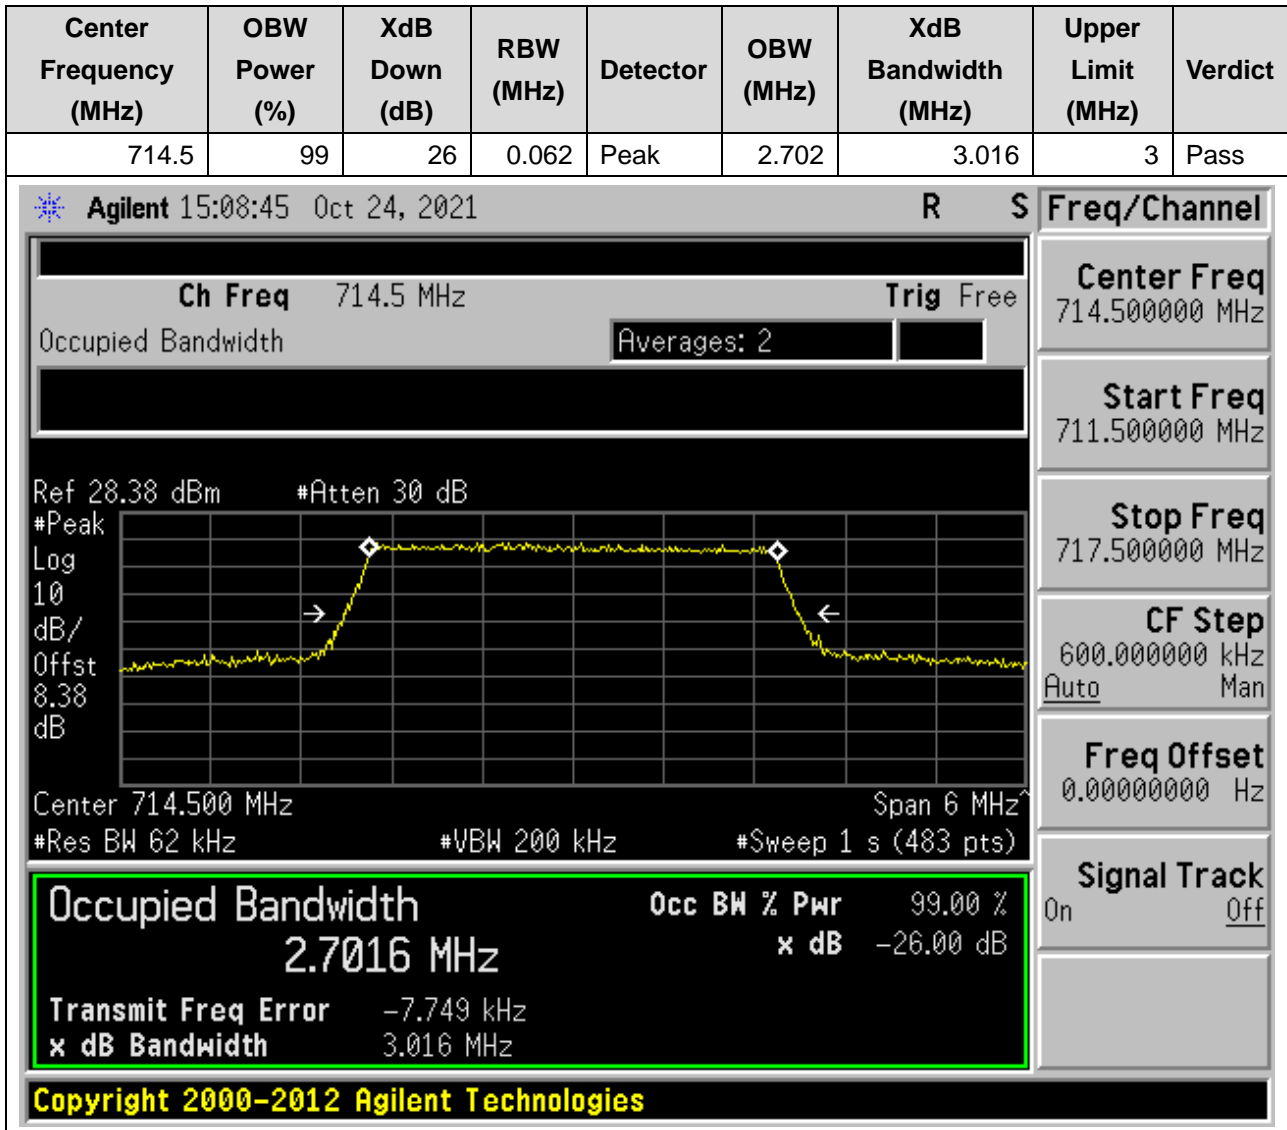 Center Frequency (MHz) OBW Power (%) XdB Down (dB) RBW (MHz) Detector OBW (MHz) XdB Bandwidth (MHz) Upper Limit (MHz) Verdict
714.5 99 26 0.062 Peak 2.702 3.016 3 Pass
Agilent 15:08:45 Oct 24, 2021 R S
Ch Freq 714.5 MHz Trig Free
Occupied Bandwidth Averages: 2
Ref 28.38 dBm #Atten 30 dB
#Peak
Log
10
dB/
Offst
8.38
dB
Center 714.500 MHz Span 6 MHz^
#Res BW 62 kHz #VBW 200 kHz #Sweep 1 s (483 pts)
Occupied Bandwidth Occ BW % Pwr 99.00 %
2.7016 MHz x dB -26.00 dB
Transmit Freq Error -7.749 kHz
x dB Bandwidth 3.016 MHz
Copyright 2000-2012 Agilent Technologies
Freq/Channel
Center Freq
714.500000 MHz
Start Freq
711.500000 MHz
Stop Freq
717.500000 MHz
CF Step
600.000000 kHz
Auto Man
Freq Offset
0.00000000 Hz
Signal Track
On Off